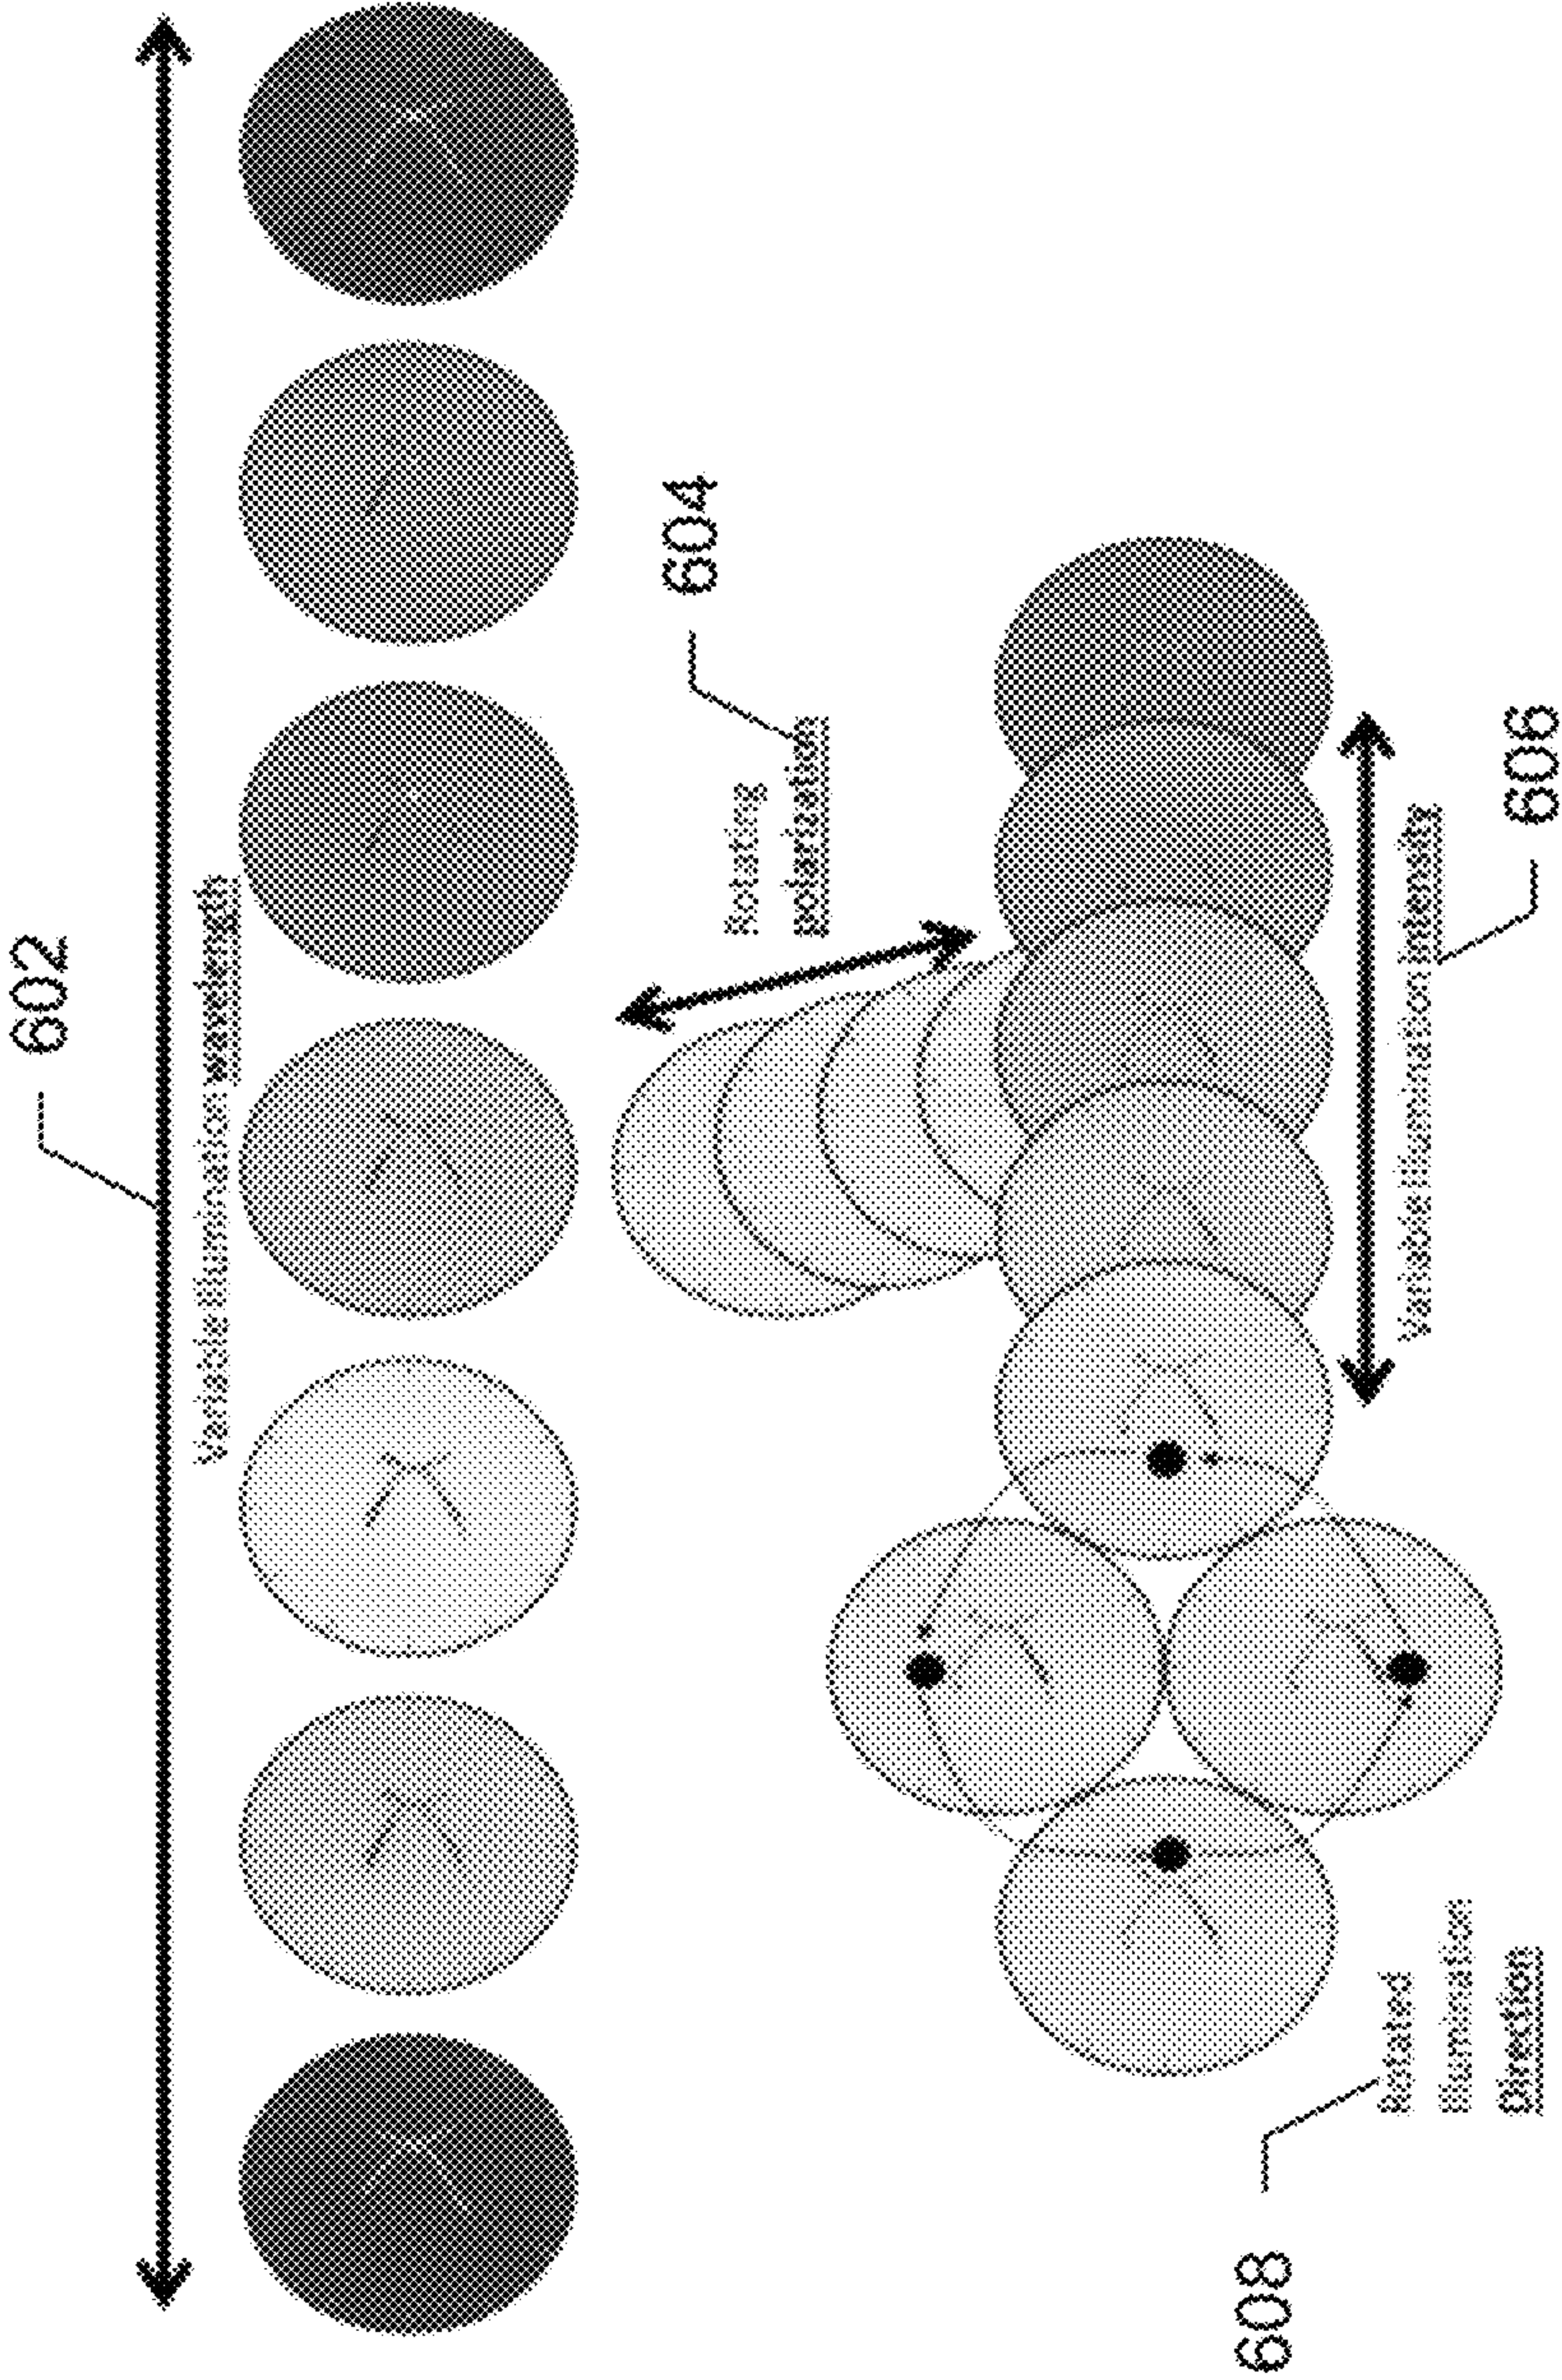 602
Variable illumination wavelength
604
Rotating
polarization
Variable illumination intensity
606
608
Rotated
Illumination
Direction